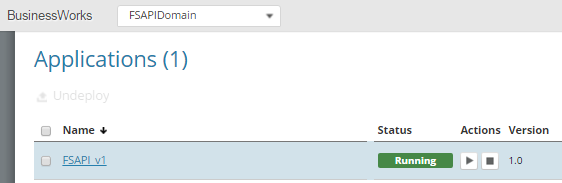 BusinessWorks FSAPIDomain
Applications (1)
Undeploy
Name Status Actions Version
FSAPI_v1 Running 1.0